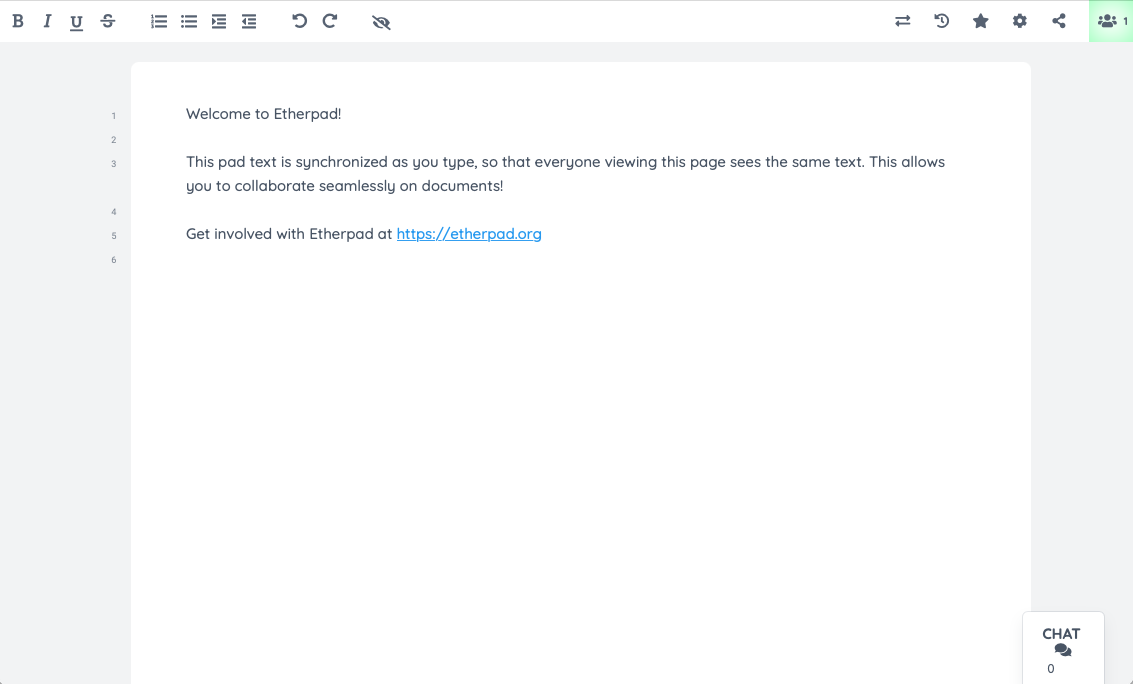 B I U S
1
1 Welcome to Etherpad!
2
3 This pad text is synchronized as you type, so that everyone viewing this page sees the same text. This allows
you to collaborate seamlessly on documents!
4
5 Get involved with Etherpad at https://etherpad.org
6
CHAT
0